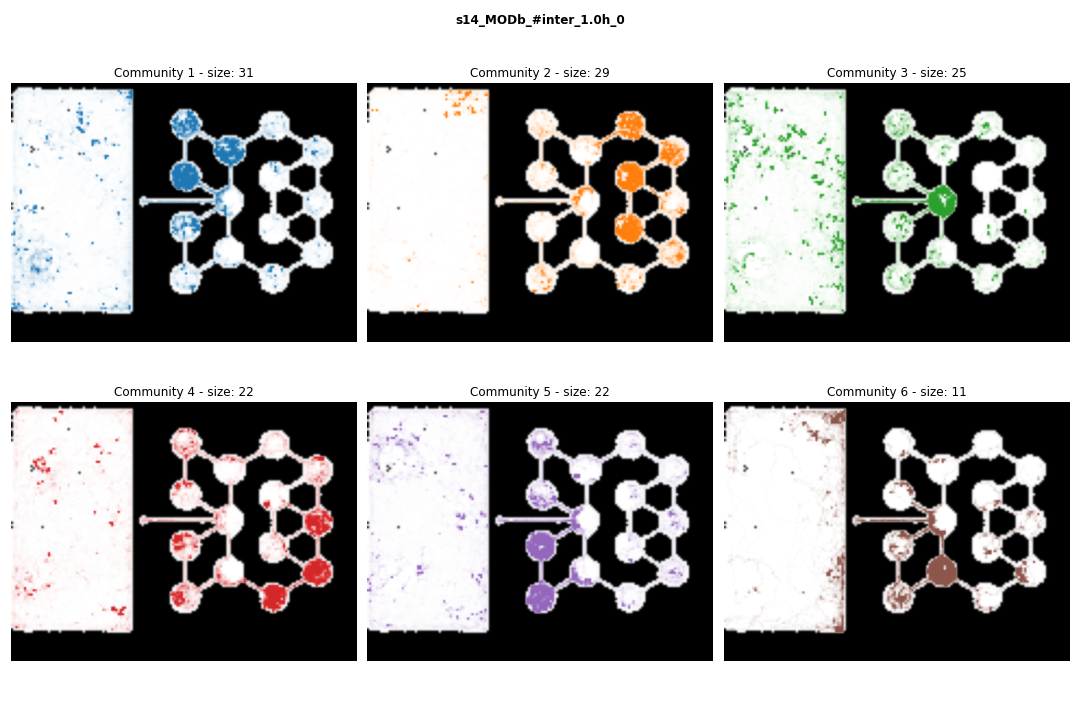 s14_MODb_#inter_1.0h_0
Community 1 - size: 31
Community 2 - size: 29
Community 3 - size: 25
Community 4 - size: 22
Community 5 - size: 22
Community 6 - size: 11